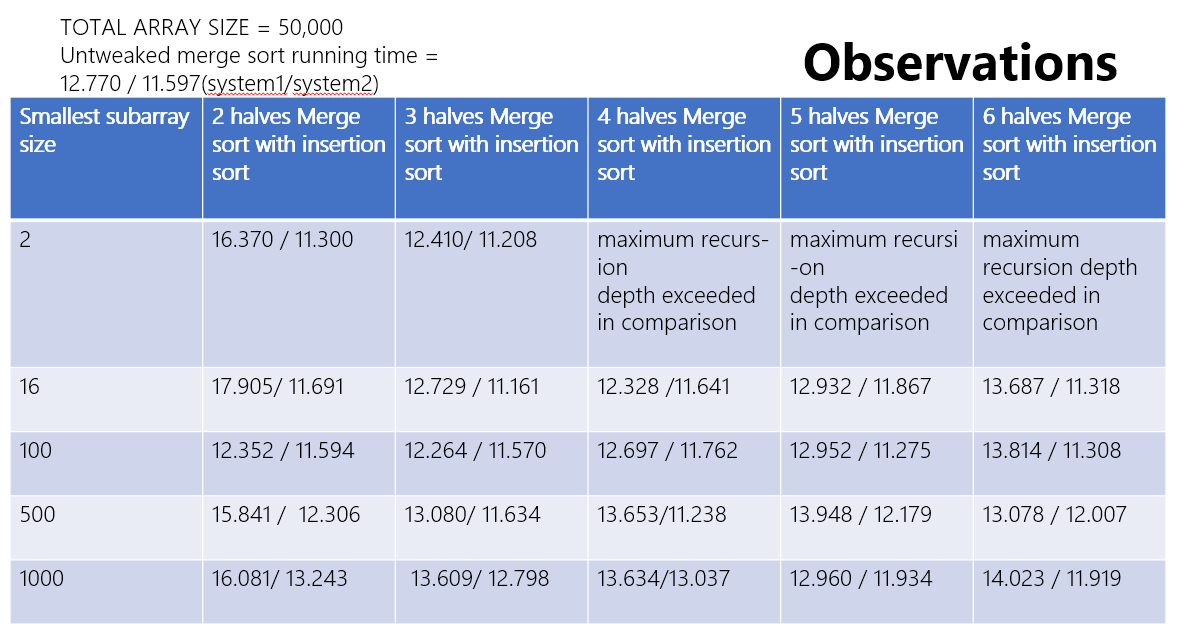 TOTAL ARRAY SIZE = 50,000
Untweaked merge sort running time =
12.770 / 11.597(system1/system2)
Observations
Smallest subarray
size
2 halves Merge
sort with insertion
sort
3 halves Merge
sort with insertion
sort
4 halves Merge
sort with insertion
sort
5 halves Merge
sort with insertion
sort
6 halves Merge
sort with insertion
sort
2
16.370 / 11.300
12.410/ 11.208
maximum recurs-
ion
depth exceeded
in comparison
maximum recursi
-on
depth exceeded
in comparison
maximum
recursion depth
exceeded in
comparison
16
17.905/ 11.691
12.729 / 11.161
12.328 /11.641
12.932 / 11.867
13.687 / 11.318
100
12.352 / 11.594
12.264 / 11.570
12.697 / 11.762
12.952 / 11.275
13.814 / 11.308
500
15.841 /  12.306
13.080/ 11.634
13.653/11.238
13.948 / 12.179
13.078 / 12.007
1000
16.081/ 13.243
13.609/ 12.798
13.634/13.037
12.960 / 11.934
14.023 / 11.919